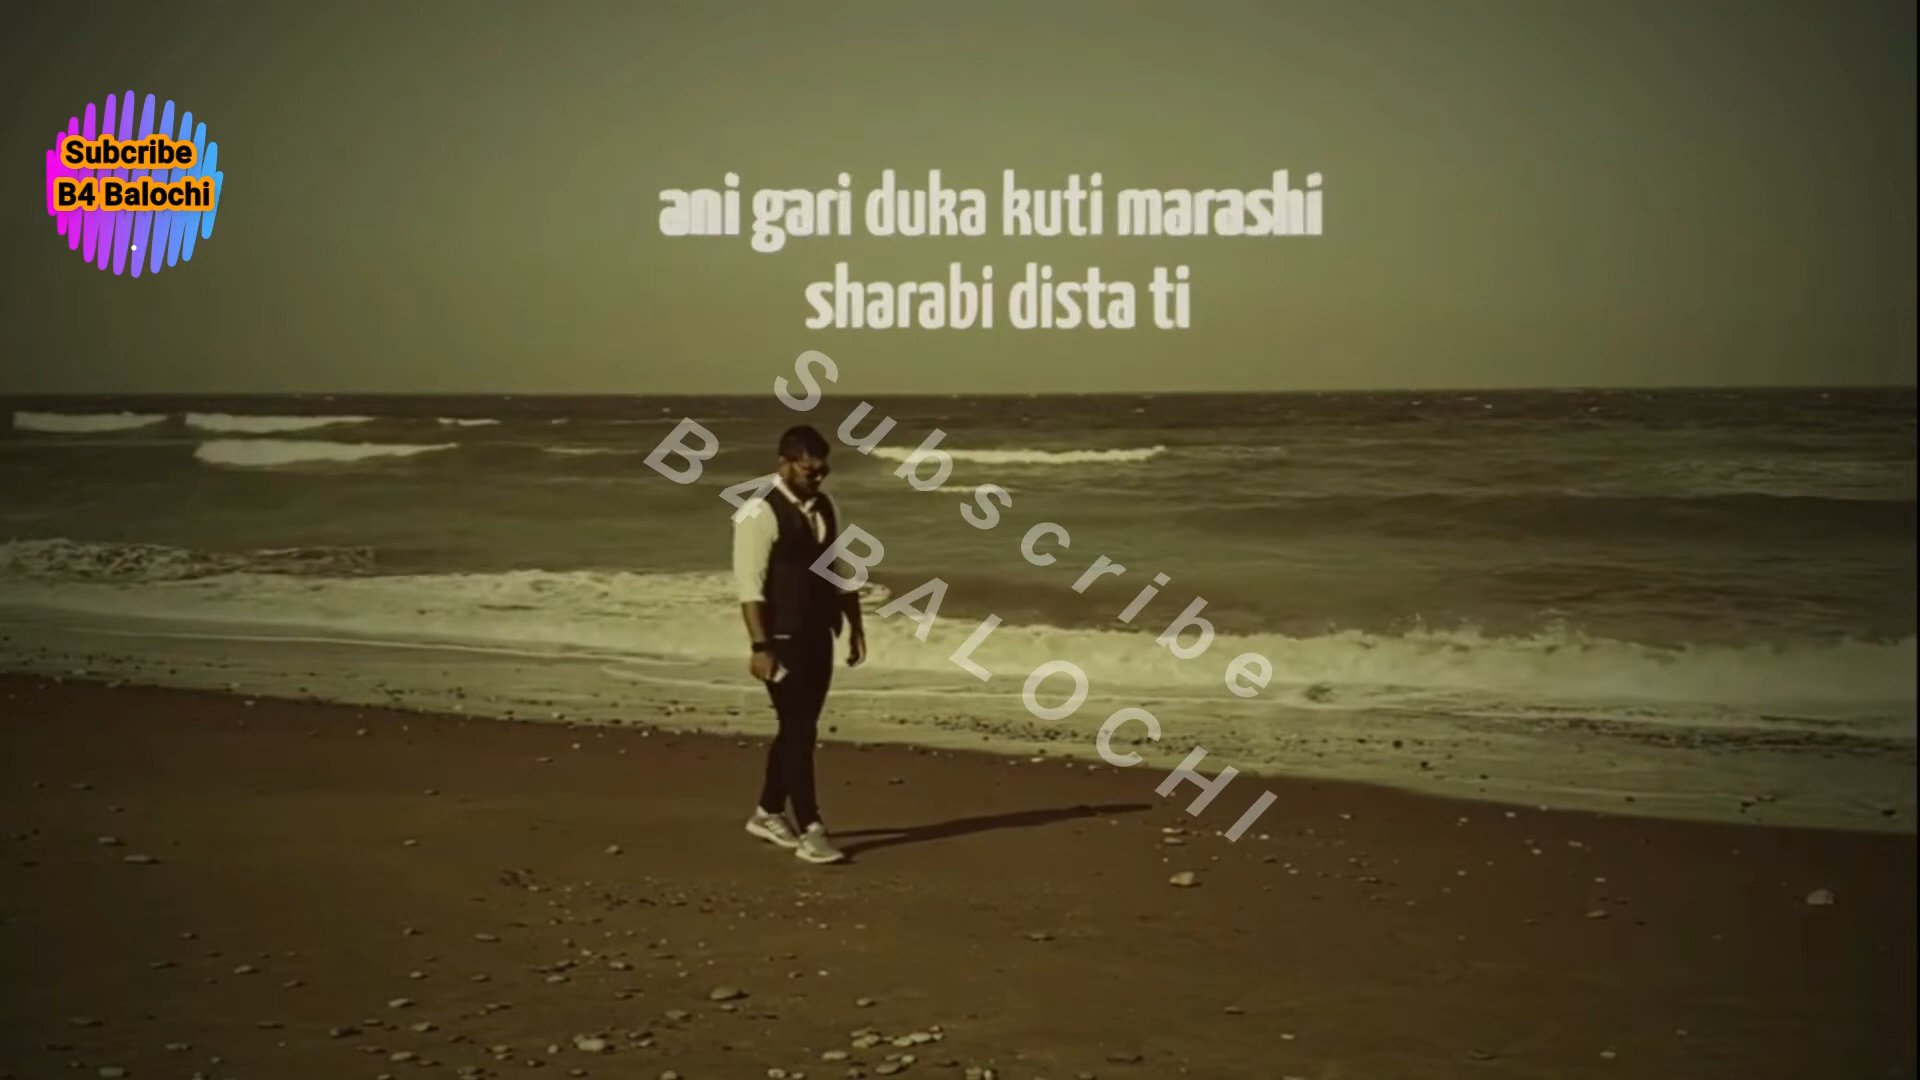 Subcribe
B4 Balochi
ani gari duka kuti marashi
sharabi dista ti
Subscribe
B4 BALOCHI